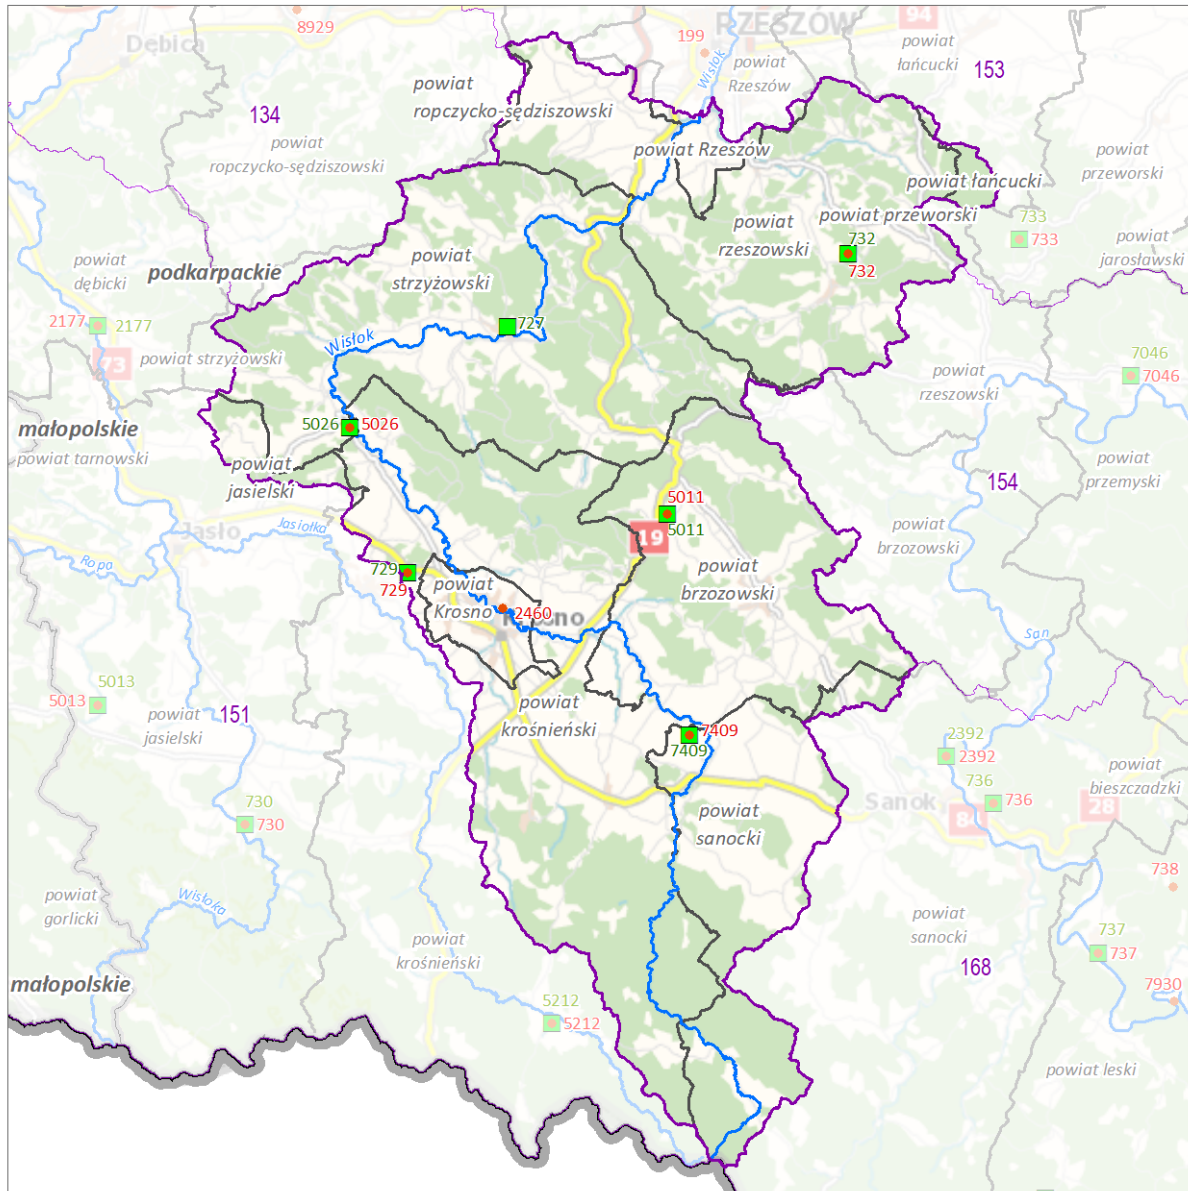 8929
RZESZÓW
94
Dębica
199
Wisłok
powiat
łańcucki
153
powiat
Rzeszów
powiat
ropczycko-sędziszowski
134
powiat
ropczycko-sędziszowski
powiat Rzeszów
powiat
przeworski
powiat łańcucki
powiat przeworski
733
733
732
732
powiat
rzeszowski
powiat
jarosławski
powiat
dębicki
podkarpackie
powiat
strzyżowski
2177
2177
727
Wisłok
73
powiat strzyżowski
7046
7046
powiat
rzeszowski
małopolskie
powiat tarnowski
5026
5026
powiat
jasielski
powiat
przemyski
154
5011
5011
19
Jasło
Jasiołka
powiat
brzozowski
Ropa
729
729
powiat
Krosno
powiat
brzozowski
2460
Krosno
San
5013
5013
powiat
jasielski
151
powiat
krośnieński
7409
7409
2392
2392
powiat
bieszczadzki
736
736
Sanok
84
28
730
730
powiat
sanocki
738
powiat
gorlicki
Wisłoka
powiat
krośnieński
powiat
sanocki
737
737
168
małopolskie
7930
5212
5212
powiat leski